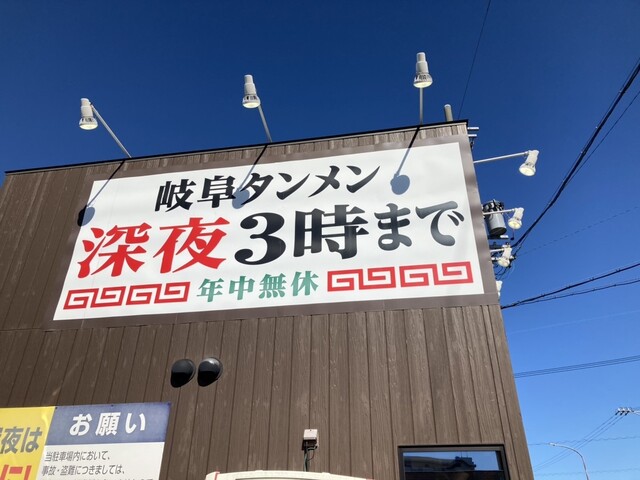 岐阜タンメン
深夜3時まで
年中無休
夜は
に!
お願い
当駐車場内において、
事故・盗難につきましては、